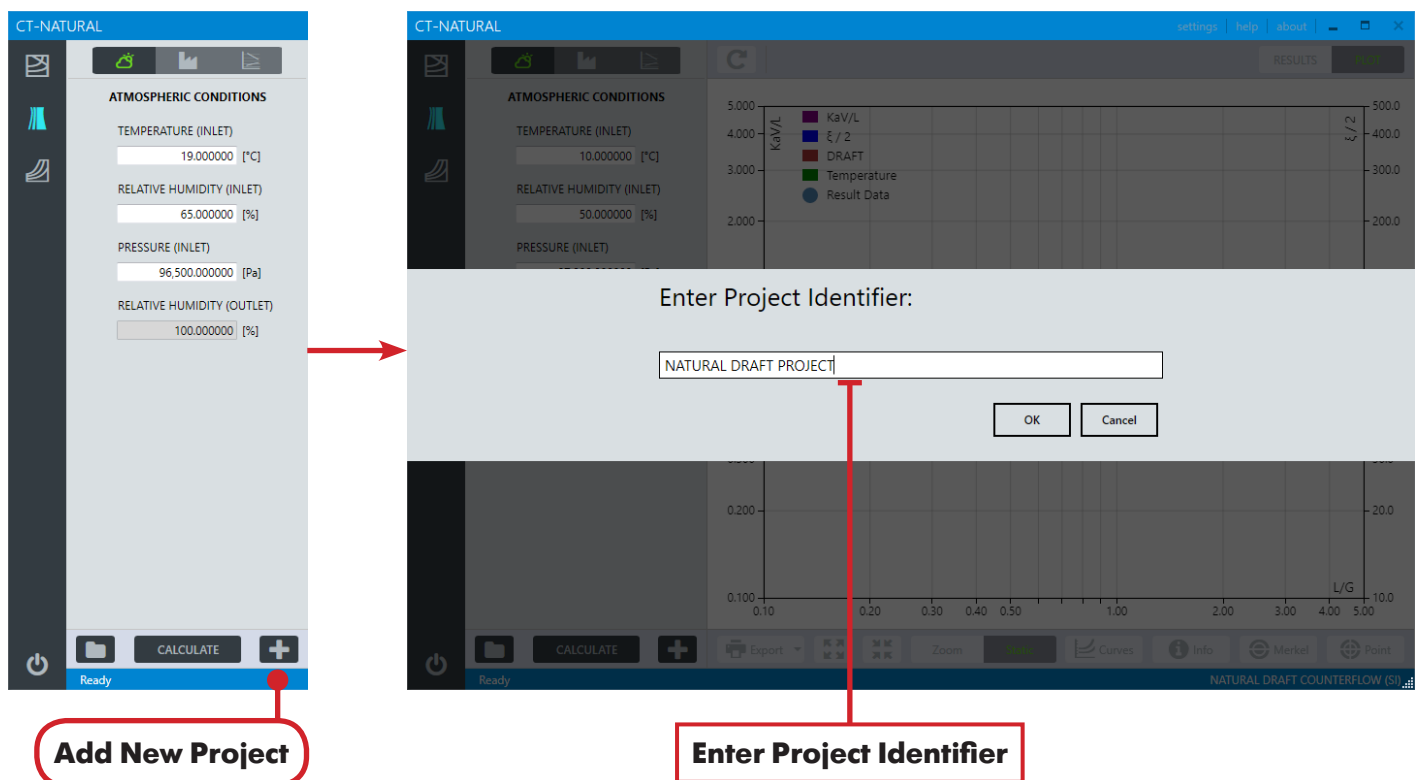 CT-NATURAL
ATMOSPHERIC CONDITIONS
TEMPERATURE (INLET)
19.000000 [°C]
RELATIVE HUMIDITY (INLET)
65.000000 [%]
PRESSURE (INLET)
96,500.000000 [Pa]
RELATIVE HUMIDITY (OUTLET)
100.000000 [%]
CALCULATE
Ready
Add New Project
CT-NATURAL
settings help about
RESULTS PLOT
ATMOSPHERIC CONDITIONS
TEMPERATURE (INLET)
10.000000 [°C]
RELATIVE HUMIDITY (INLET)
50.000000 [%]
PRESSURE (INLET)
5.000
4.000
3.000
2.000
KaV/L
KaV/L
ξ / 2
DRAFT
Temperature
Result Data
ξ / 2
500.0
400.0
300.0
200.0
Enter Project Identifier:
NATURAL DRAFT PROJECT
OK Cancel
0.200
0.100
20.0
10.0
L/G
0.10 0.20 0.30 0.40 0.50 1.00 2.00 3.00 4.00 5.00
CALCULATE
Export Zoom Static Curves Info Merkel Point
Ready
NATURAL DRAFT COUNTERFLOW (SI)
Enter Project Identifier